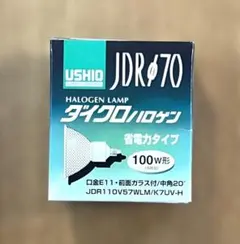 USHIO
JDRφ70
HALOGEN LAMP
ダイクロハロゲン
省電力タイプ
100W形
口金E11・前面ガラス付/中角20°
JDR110V57WLM/K7UV-H